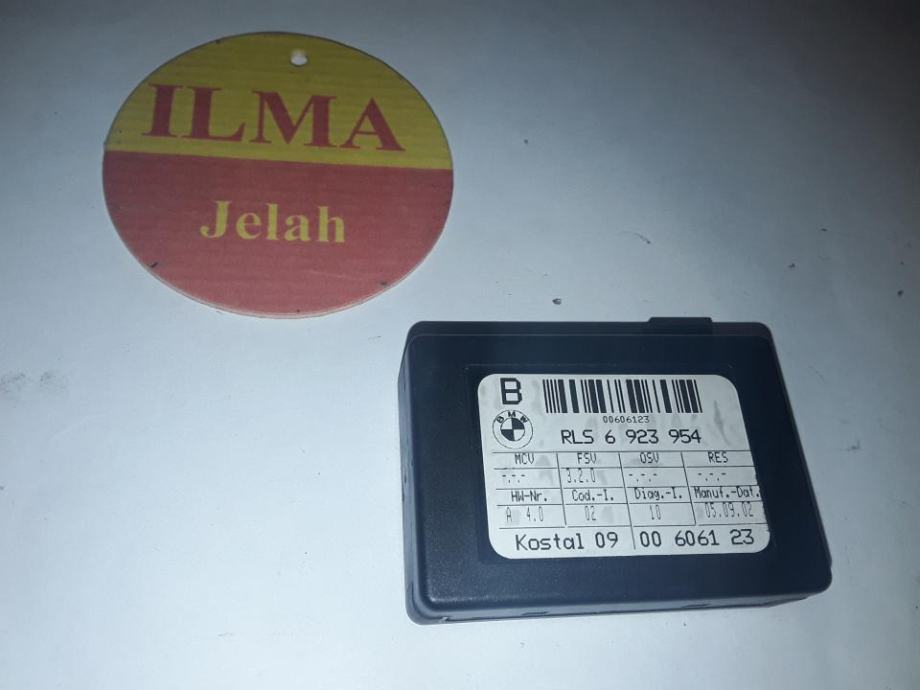 ILMA
Jelah
B
00606123
BMW
RLS 6 923 954
MCV FSV OSV RES
-.-.- 3.2.0 -.-.- -.-.-
HW-Nr. Cod.-I. Diag.-I. Manuf.-Dat.
A 4.0 02 10 05.09.02
Kostal 09 00 6061 23